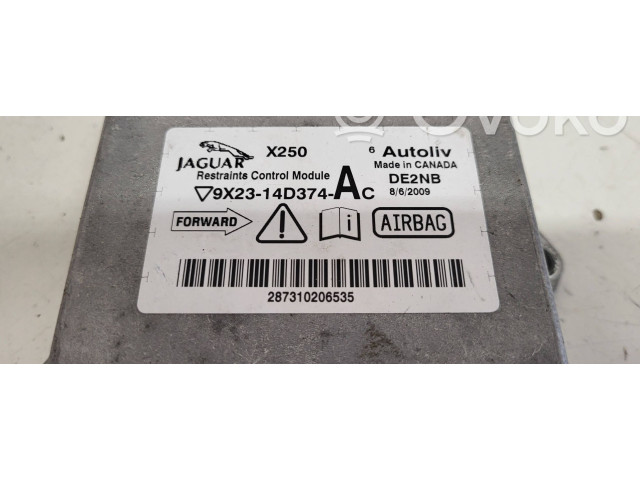 JAGUAR X250 6 Autoliv
Made in CANADA
Restraints Control Module DE2NB
8/6/2009
9X23-14D374-AC
FORWARD ! i AIRBAG
287310206535
Ovoko